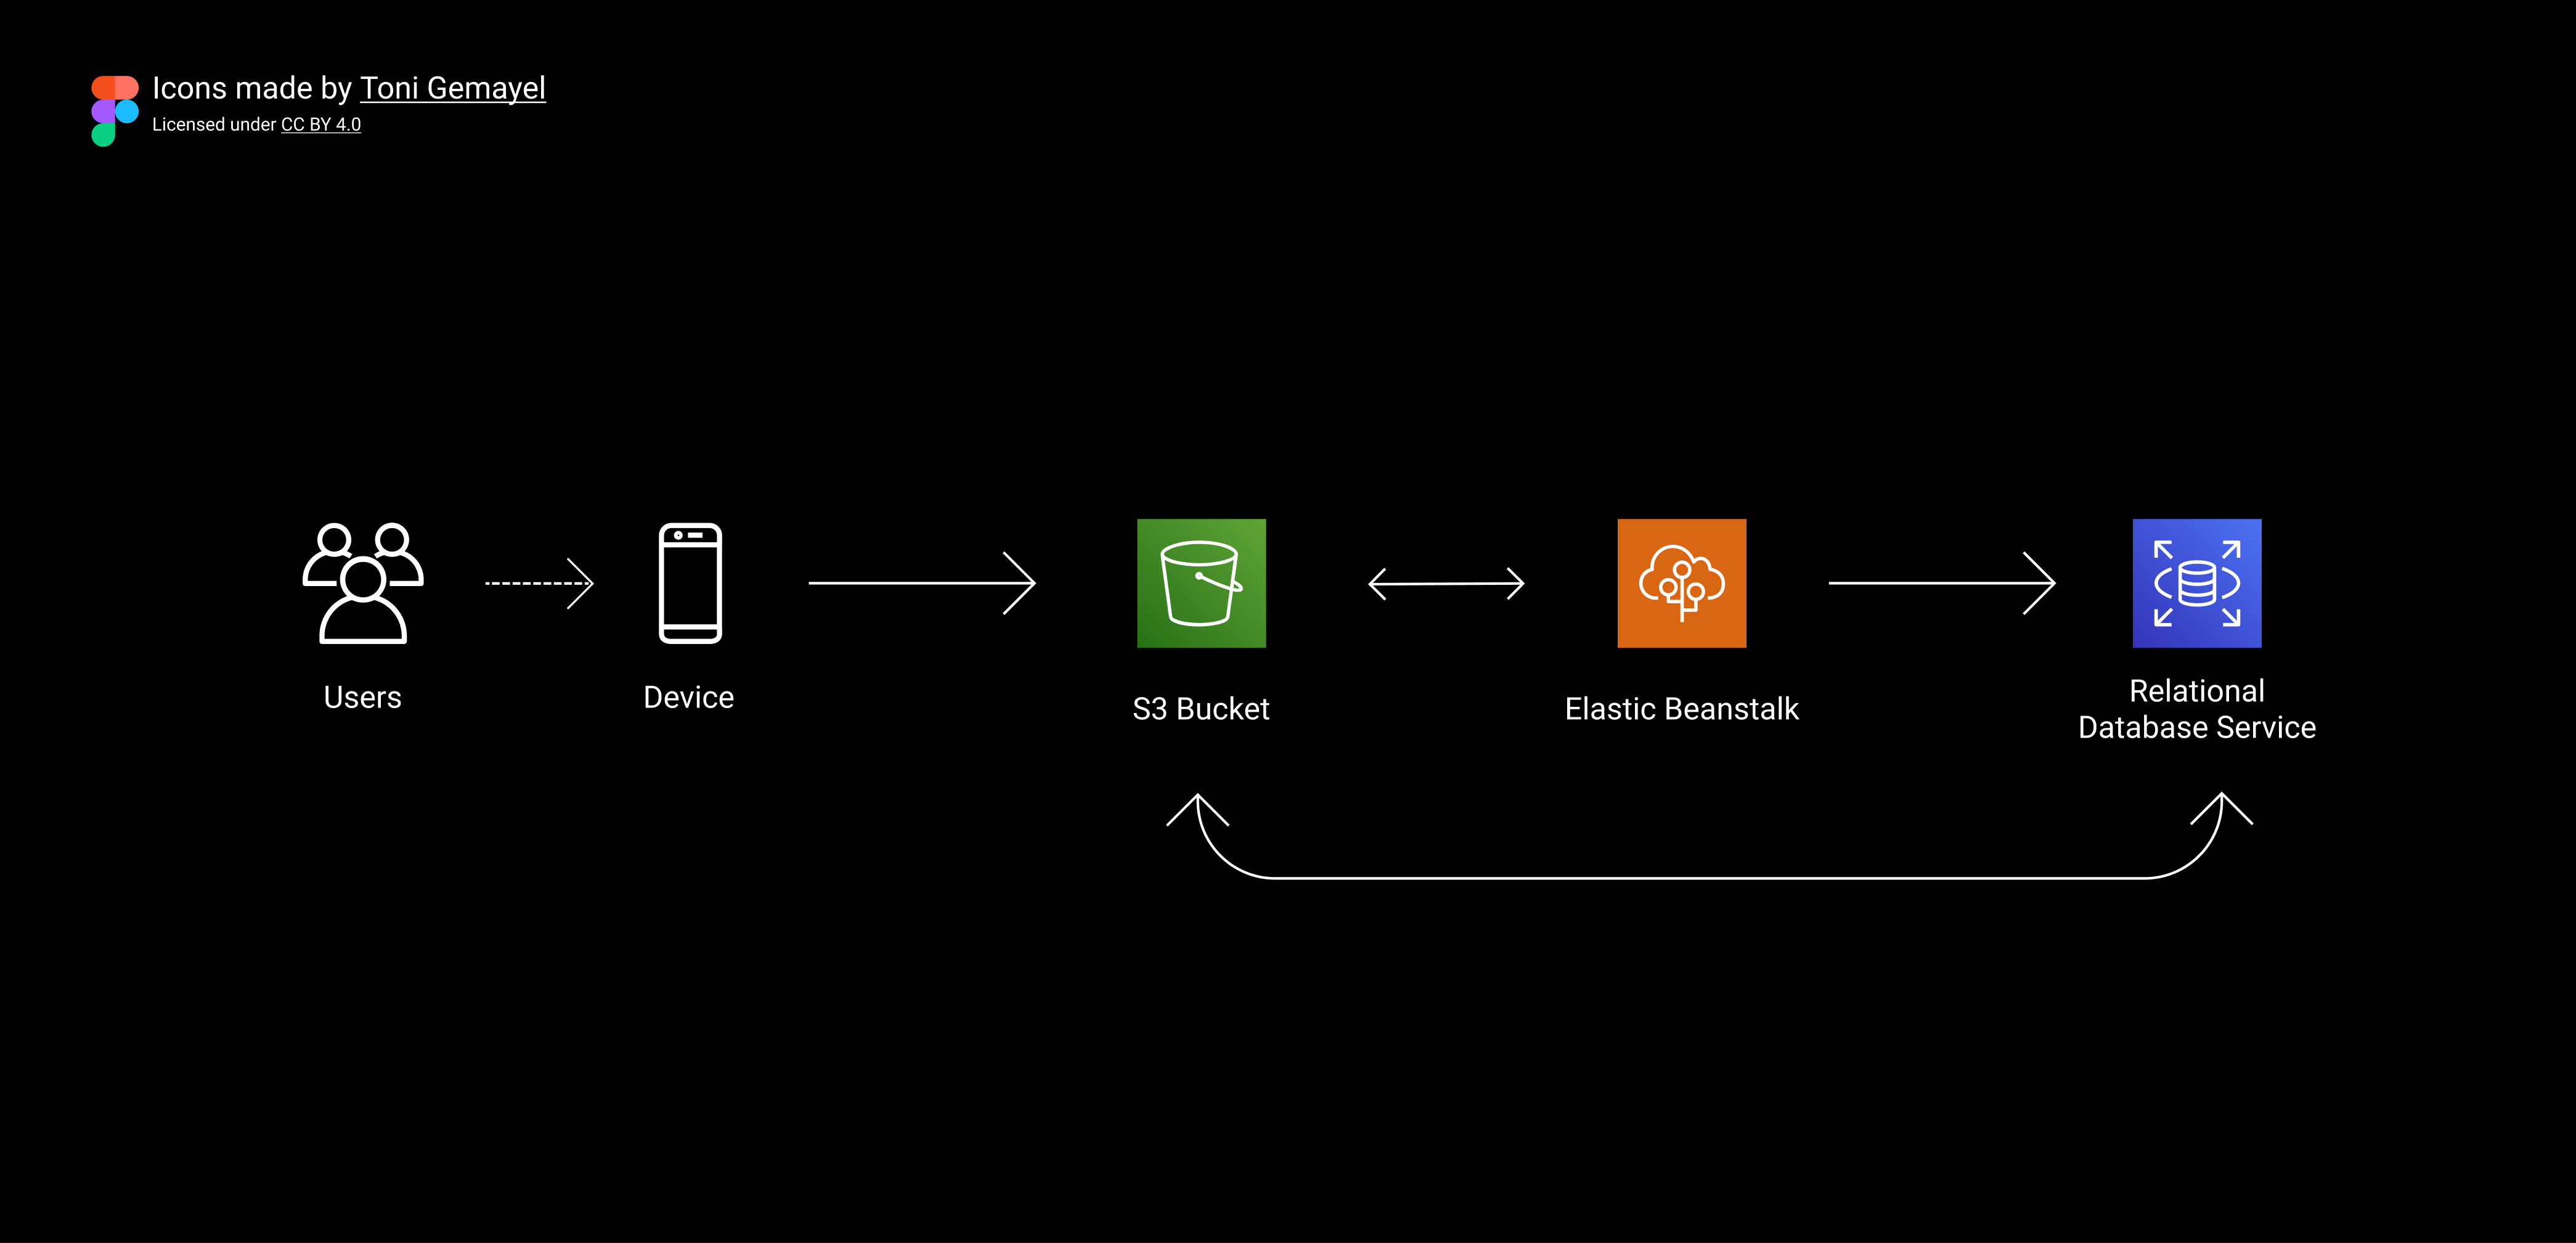 Icons made by Toni Gemayel
Licensed under CC BY 4.0
Users
Device
S3 Bucket
Elastic Beanstalk
Relational
Database Service